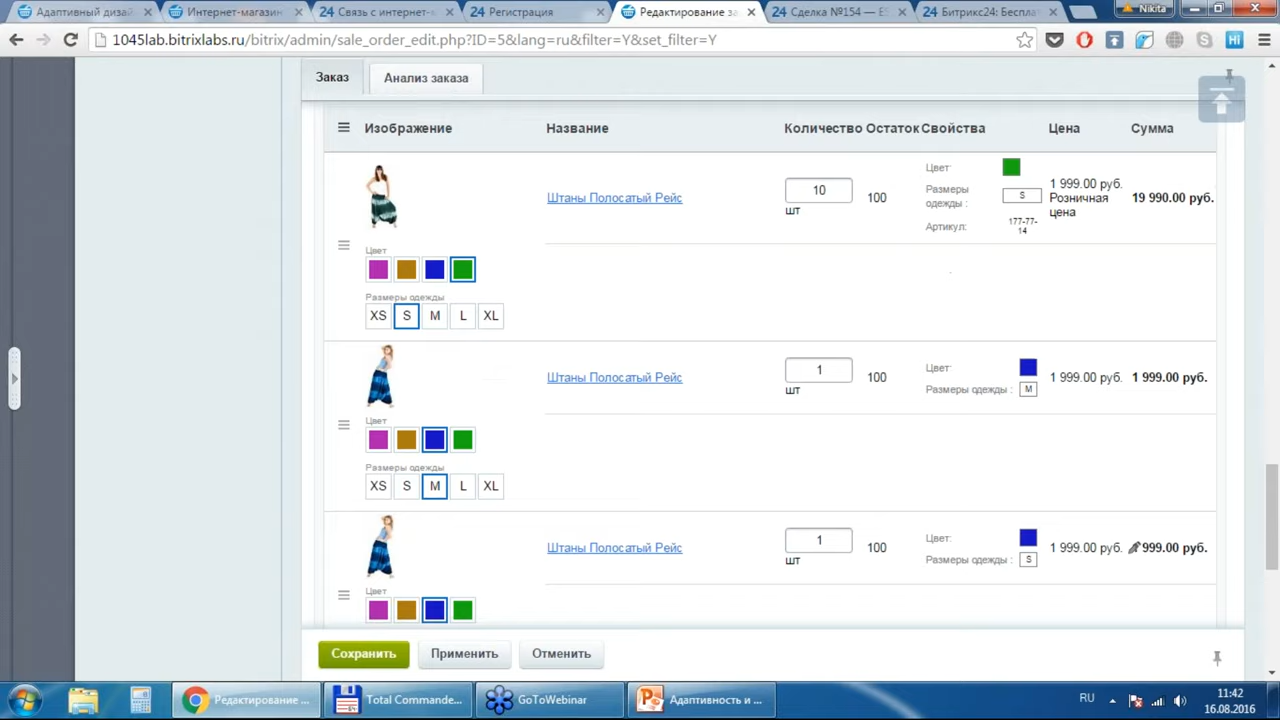 Адаптивный дизай
Интернет-магазин
Связь с интернет-м
Регистрация
Редактирование за
Сделка №154 — ES
Битрикс24: Беспла
Nikita
1045lab.bitrixlabs.ru/bitrix/admin/sale_order_edit.php?ID=5&lang=ru&filter=Y&set_filter=Y
Заказ Анализ заказа
Изображение Название Количество Остаток Свойства Цена Сумма
Штаны Полосатый Рейс
10
шт
100
Цвет:
Размеры одежды :
S
Артикул:
177-77-14
1 999.00 руб.
Розничная цена
19 990.00 руб.
Цвет
Размеры одежды
XS S M L XL
Штаны Полосатый Рейс
1
шт
100
Цвет:
Размеры одежды : M
1 999.00 руб.
1 999.00 руб.
Цвет
Размеры одежды
XS S M L XL
Штаны Полосатый Рейс
1
шт
100
Цвет:
Размеры одежды : S
1 999.00 руб.
999.00 руб.
Цвет
Сохранить Применить Отменить
Редактирование ...
Total Commande...
GoToWebinar
Адаптивность и ...
RU
11:42
16.08.2016